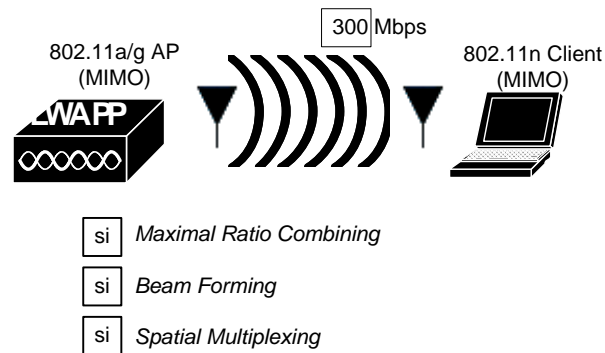 300 Mbps
802.11a/g AP
(MIMO)
802.11n Client
(MIMO)
LWAPP
si Maximal Ratio Combining
si Beam Forming
si Spatial Multiplexing